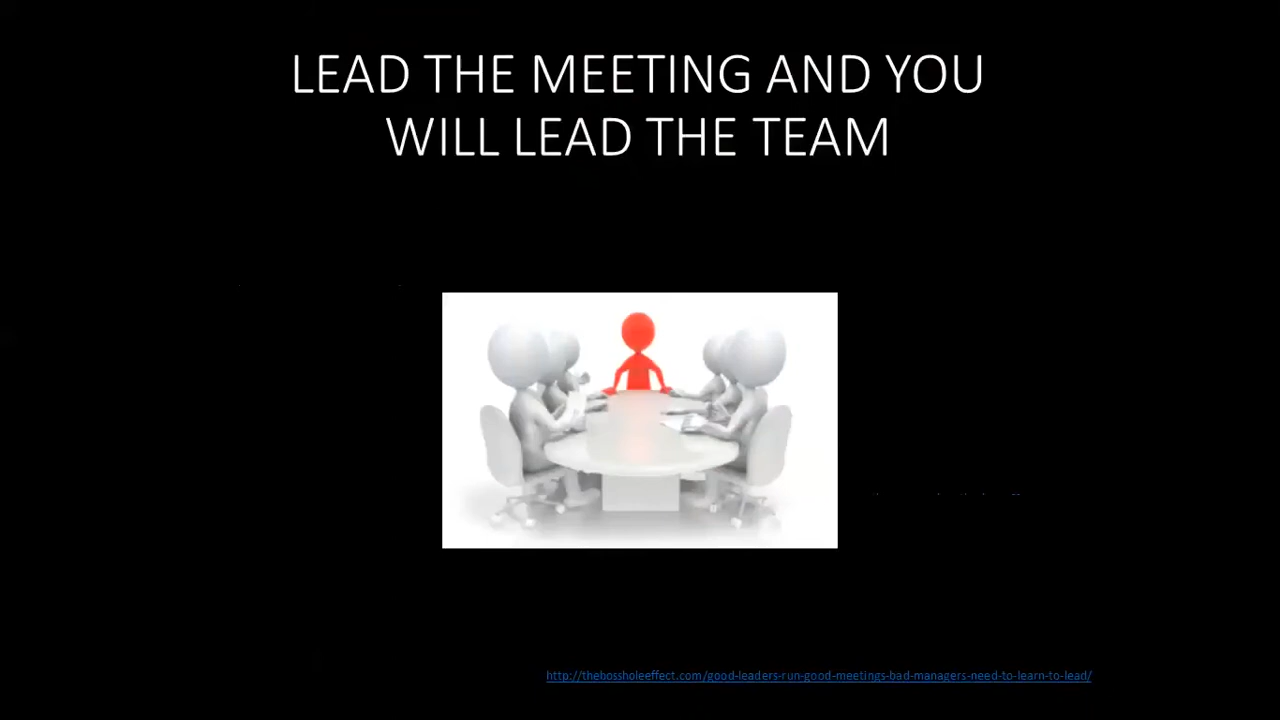 LEAD THE MEETING AND YOU
WILL LEAD THE TEAM
http://thebossholeeffect.com/good-leaders-run-good-meetings-bad-managers-need-to-learn-to-lead/